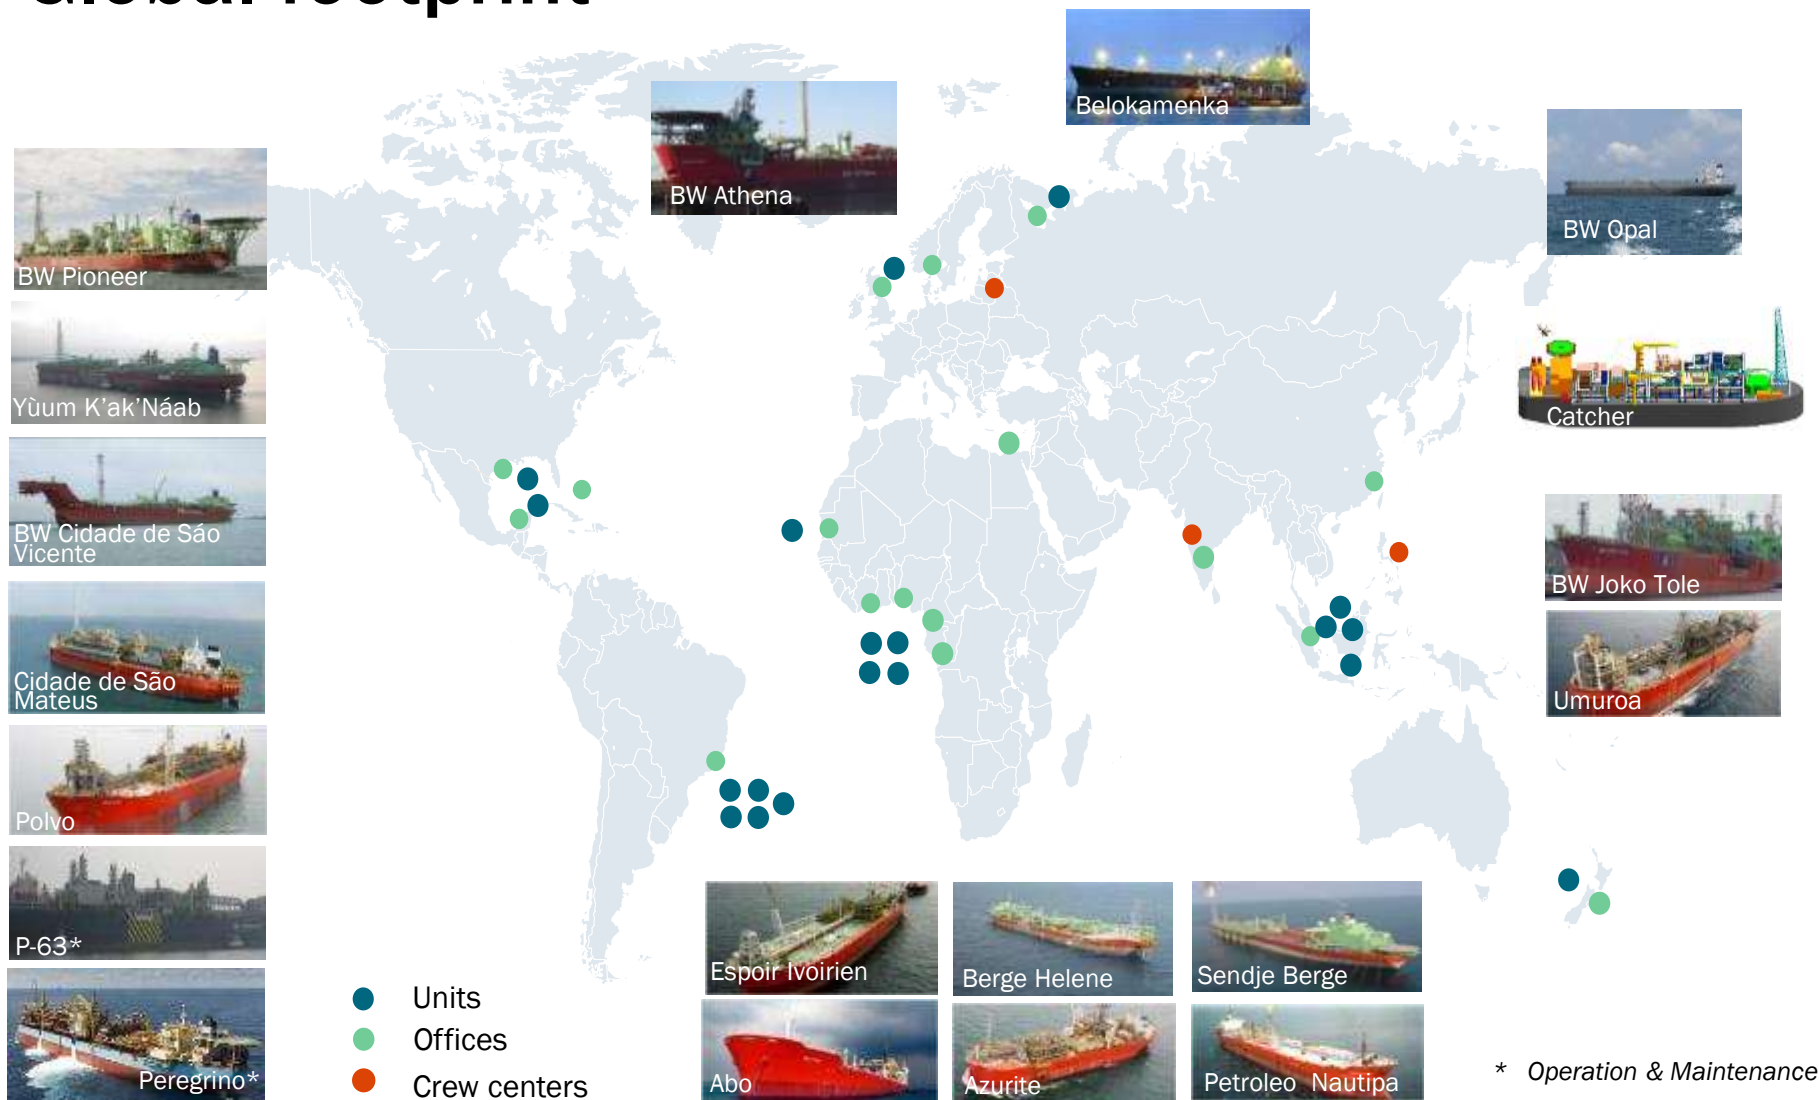 Global footprint
Belokamenka
BW Athena
BW Opal
BW Pioneer
Yùum K'ak'Náab
Catcher
BW Cidade de Sáo
Vicente
BW Joko Tole
Cidade de São
Mateus
Umuroa
Polvo
P-63*
Espoir Ivoirien
Berge Helene
Sendje Berge
Units
Offices
Crew centers
Peregrino*
Abo
Azurite
Petroleo Nautipa
* Operation & Maintenance